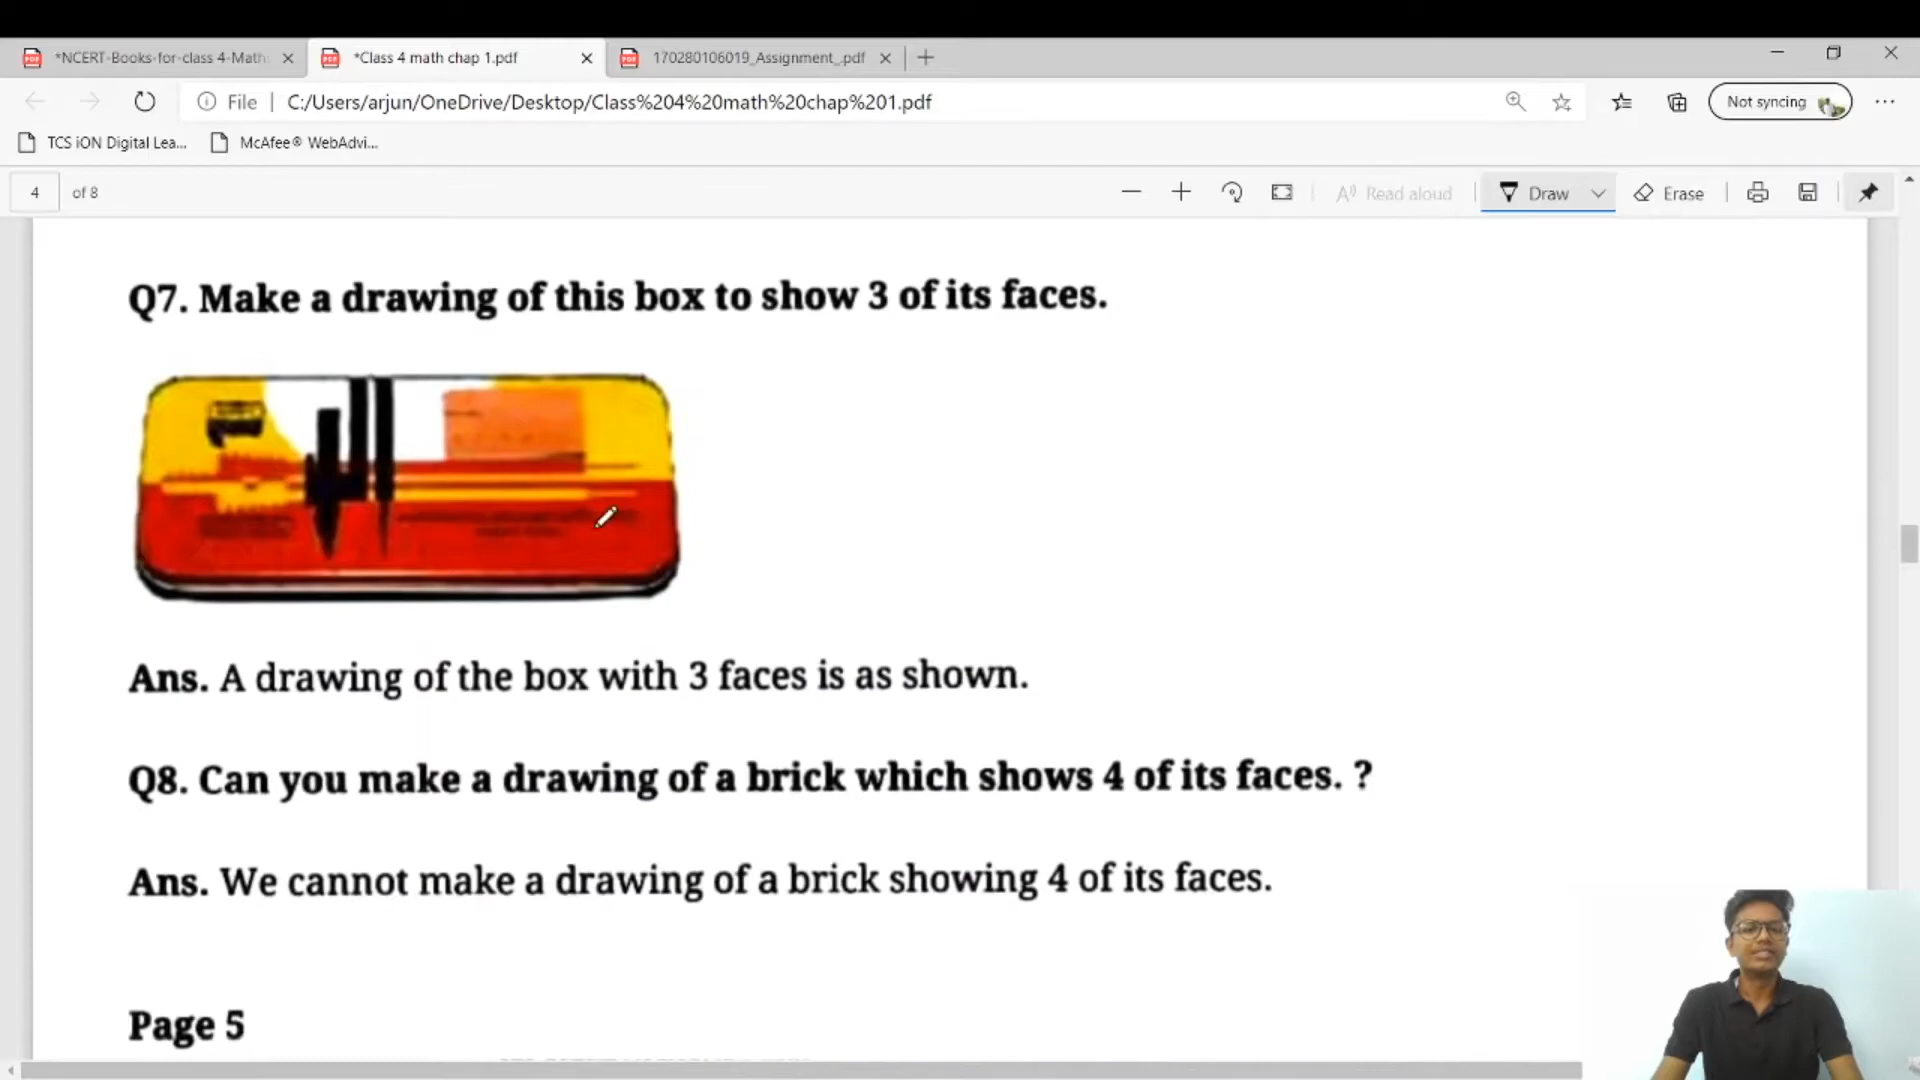 *NCERT-Books-for-class 4-Math
*Class 4 math chap 1.pdf
170280106019_Assignment_.pdf
File
C:/Users/arjun/OneDrive/Desktop/Class%204%20math%20chap%201.pdf
Not syncing
TCS iON Digital Lea...
McAfee® WebAdvi...
4 of 8
Read aloud
Draw
Erase
Q7. Make a drawing of this box to show 3 of its faces.
Ans. A drawing of the box with 3 faces is as shown.
Q8. Can you make a drawing of a brick which shows 4 of its faces. ?
Ans. We cannot make a drawing of a brick showing 4 of its faces.
Page 5